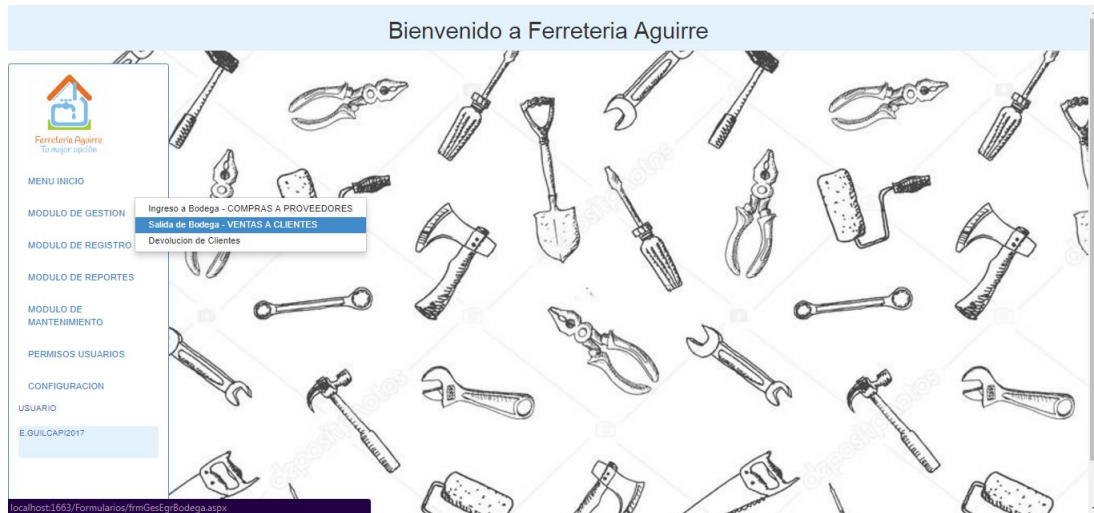 Bienvenido a Ferreteria Aguirre
Ferretería Aguirre
Tu mejor opción
MENU INICIO
MODULO DE GESTION
Ingreso a Bodega - COMPRAS A PROVEEDORES
Salida de Bodega - VENTAS A CLIENTES
Devolucion de Clientes
MODULO DE REGISTRO
MODULO DE REPORTES
MODULO DE
MANTENIMIENTO
PERMISOS USUARIOS
CONFIGURACION
USUARIO
E.GUILCAPI2017
localhost:1663/Formularios/frmGesEgrBodega.aspx